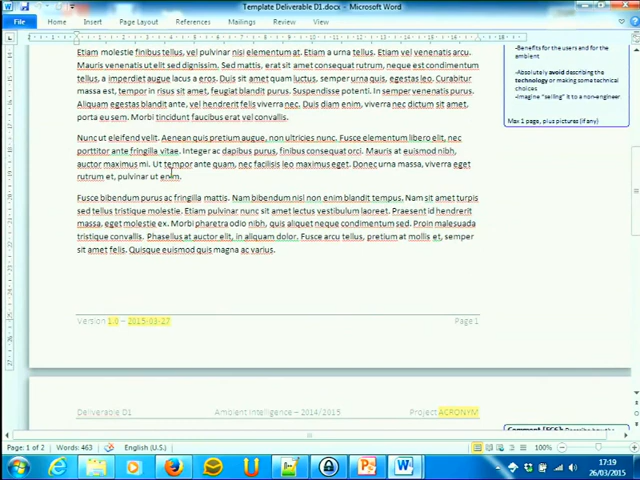 Template Deliverable D1.docx - Microsoft Word
File Home Insert Page Layout References Mailings Review View
Etiam molestie finibus tellus, vel pulvinar nisi elementum at. Etiam vel venenatis arcu.
Mauris venenatis erat ut sed dignissim. Sed mattis, erat sit amet consequat rutrum, neque est loborti
tellus, a imperdiet augue lacus a eros. Duis sit amet quam luctus, semper urna quis, egestas leo. Curabitur
massa est, tempor in risus sit amet, feugiat blandit ante. Suspendisse potenti. In semper venenatis purus.
Aliquam egestas blandit ante, vel hendrerit felis viverra nec. Duis diam enim, viverra nec dictum sit amet,
porta eu sem. Morbi tincidunt faucibus erat vel convallis.
Nunc ut eleifend velit. Aenean quis pretium augue, non ultricies nunc. Fusce elementum libero elit, nec
porttitor ante fringilla vitae. Integer ac dapibus purus, finibus consequat orci. Mauris at euismod nibh,
auctor maximus mi. Ut tempor ante quam, nec facilisis leo maximus eget. Donec urna massa, viverra eget
rutrum et, pulvinar ut enim.
Fusce bibendum purus ac fringilla mattis. Nam bibendum nisl non blandit tempus. Nam sit amet turpis
sed tellus tristique molestie. Etiam pulvinar nunc sit amet lectus vestibulum laoreet. Praesent id hendrerit
massa, eget molestie ex. Morbi pharetra odio nibh, quis aliquet neque condimentum sed. Proin malesuada
tristique convallis. Phasellus at auctor elit, in aliquam dolor. Fusce arcu tellus, pretium at mollis et, semper
sit amet felis. Quisque euismod quis magna ac varius.
-Benefits for the users and for the
ambient
-Absolutely avoid describing the
technology or making some technical
choices
-Imagine "selling" it to a non-engineer
Max 1 page, plus pictures (if any)
Version 1.0 – 2015-03-27 Page 1
Deliverable D1 Ambient Intelligence – 2014/2015 Project ACRONYM
Page: 1 of 2 Words: 463 English (U.S.) 100%
17:19
26/03/2015